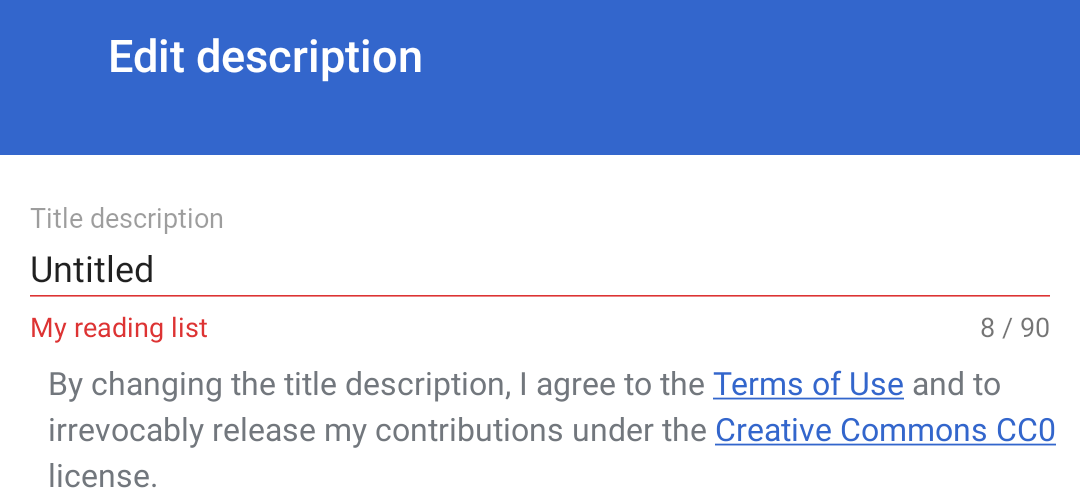 Edit description
Title description
Untitled
My reading list
8 / 90
By changing the title description, I agree to the Terms of Use and to
irrevocably release my contributions under the Creative Commons CC0
license.